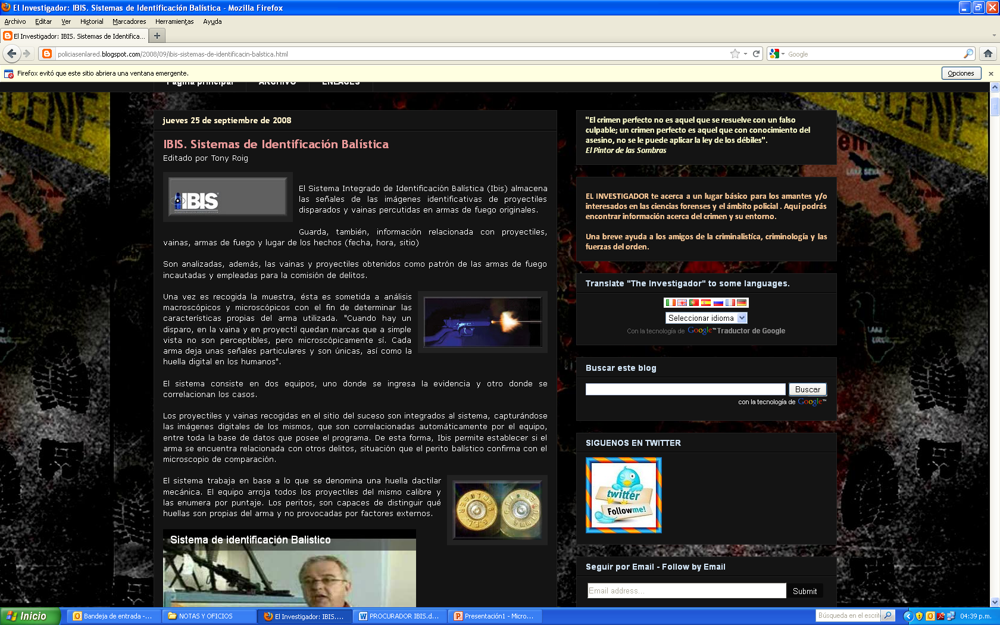 El Investigador: IBIS. Sistemas de Identificación Balística - Mozilla Firefox
Archivo Editar Ver Historial Marcadores Herramientas Ayuda
El Investigador: IBIS. Sistemas de Identifica...
policiasenlared.blogspot.com/2008/09/ibis-sistemas-de-identificacin-balstica.html
Google
Firefox evitó que este sitio abriera una ventana emergente.
Opciones
Página principal ARCHIVO ENLACES
jueves 25 de septiembre de 2008
IBIS. Sistemas de Identificación Balística
Editado por Tony Roig
IBIS
El Sistema Integrado de Identificación Balística (Ibis) almacena
las señales de las imágenes identificativas de proyectiles
disparados y vainas percutidas en armas de fuego originales.
Guarda, también, información relacionada con proyectiles,
vainas, armas de fuego y lugar de los hechos (fecha, hora, sitio)
Son analizadas, además, las vainas y proyectiles obtenidos como patrón de las armas de fuego
incautadas y empleadas para la comisión de delitos.
Una vez es recogida la muestra, ésta es sometida a análisis
macroscópicos y microscópicos con el fin de determinar las
características propias del arma utilizada. "Cuando hay un
disparo, en la vaina y en proyectil quedan marcas que a simple
vista no son perceptibles, pero microscópicamente sí. Cada
arma deja unas señales particulares y son únicas, así como la
huella digital en los humanos".
El sistema consiste en dos equipos, uno donde se ingresa la evidencia y otro donde se
correlacionan los casos.
Los proyectiles y vainas recogidas en el sitio del suceso son integrados al sistema, capturándose
las imágenes digitales de los mismos, que son correlacionadas automáticamente por el equipo,
entre toda la base de datos que posee el programa. De esta forma, Ibis permite establecer si el
arma se encuentra relacionada con otros delitos, situación que el perito balístico confirma con el
microscopio de comparación.
El sistema trabaja en base a lo que se denomina una huella dactilar
mecánica. El equipo arroja todos los proyectiles del mismo calibre y
las enumera por puntaje. Los peritos, son capaces de distinguir qué
huellas son propias del arma y no provocadas por factores externos.
Sistema de identificación Balistico
"El crimen perfecto no es aquel que se resuelve con un falso
culpable; un crimen perfecto es aquel que con conocimiento del
asesino, no se le puede aplicar la ley de los débiles".
El Pintor de las Sombras
EL INVESTIGADOR te acerca a un lugar básico para los amantes y/o
interesados en las ciencias forenses y el ámbito policial . Aquí podrás
encontrar información acerca del crimen y su entorno.
Una breve ayuda a los amigos de la criminalística, criminología y las
fuerzas del orden.
Translate "The Investigador" to some languages.
Seleccionar idioma
Con la tecnología de Google™ Traductor de Google
Buscar este blog
Buscar
con la tecnología de Google™
SIGUENOS EN TWITTER
twitter
Followme!
Seguir por Email - Follow by Email
Email address...
Submit
Inicio
Bandeja de entrada -...
NOTAS Y OFICIOS
El Investigador: IBIS....
PROCURADOR IBIS.d...
Presentación1 - Micro...
Búsqueda en el escrito
04:39 p.m.